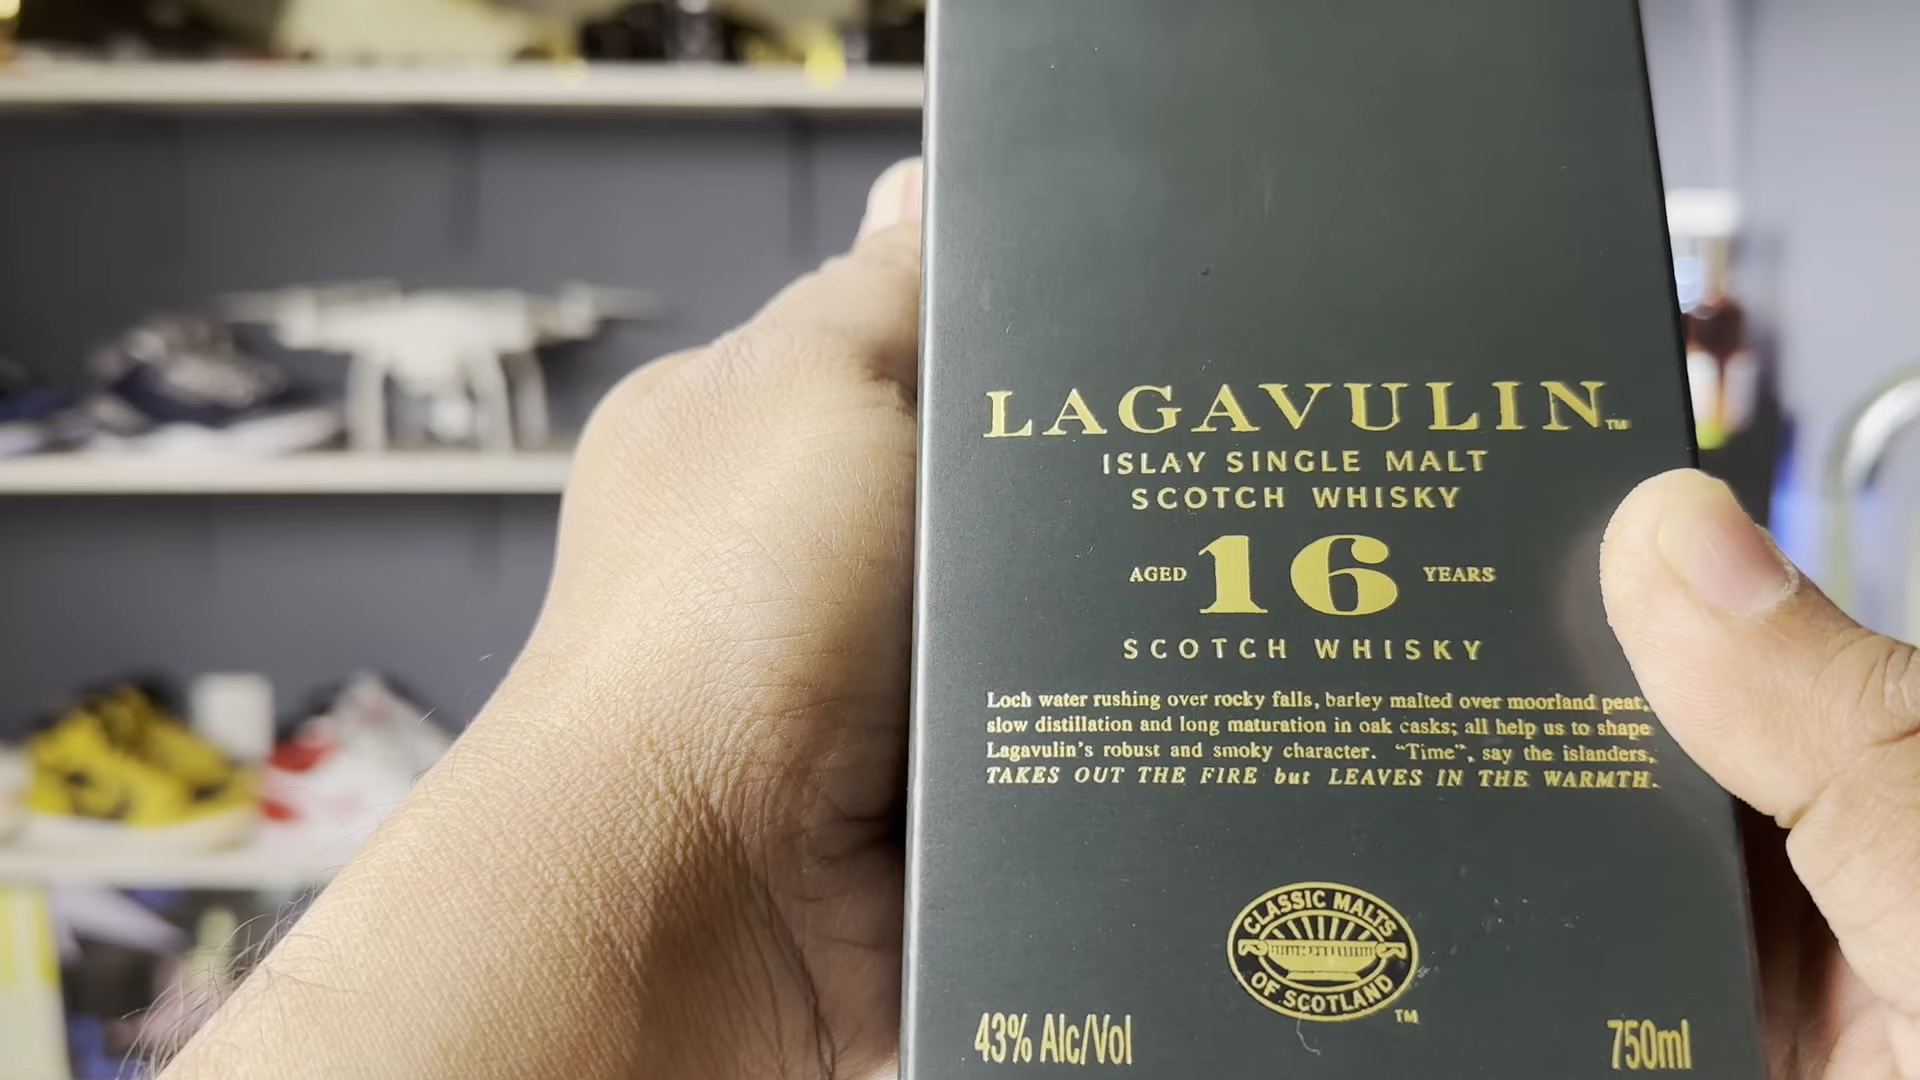 LAGAVULIN™
ISLAY SINGLE MALT
SCOTCH WHISKY
AGED 16 YEARS
SCOTCH WHISKY
Loch water rushing over rocky falls, barley malted over moorland peat,
slow distillation and long maturation in oak casks; all help us to shape
Lagavulin's robust and smoky character. "Time", say the islanders,
TAKES OUT THE FIRE but LEAVES IN THE WARMTH.
CLASSIC MALTS
OF SCOTLAND
™
43% Alc/Vol
750ml